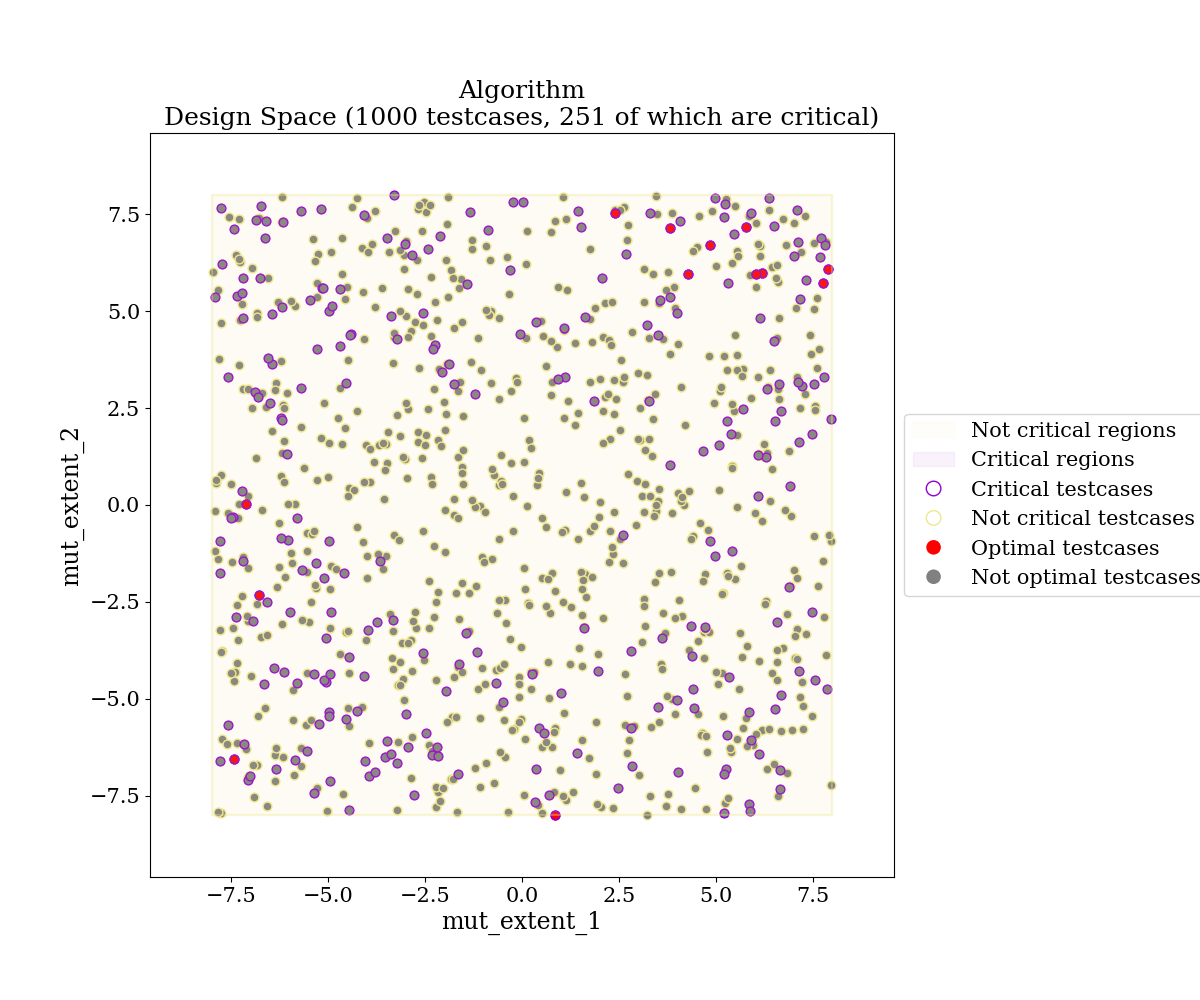 Algorithm
Design Space (1000 testcases, 251 of which are critical)
7.5
5.0
2.5
0.0
−2.5
−5.0
−7.5
mut_extent_2
−7.5 −5.0 −2.5 0.0 2.5 5.0 7.5
mut_extent_1
Not critical regions
Critical regions
Critical testcases
Not critical testcases
Optimal testcases
Not optimal testcases